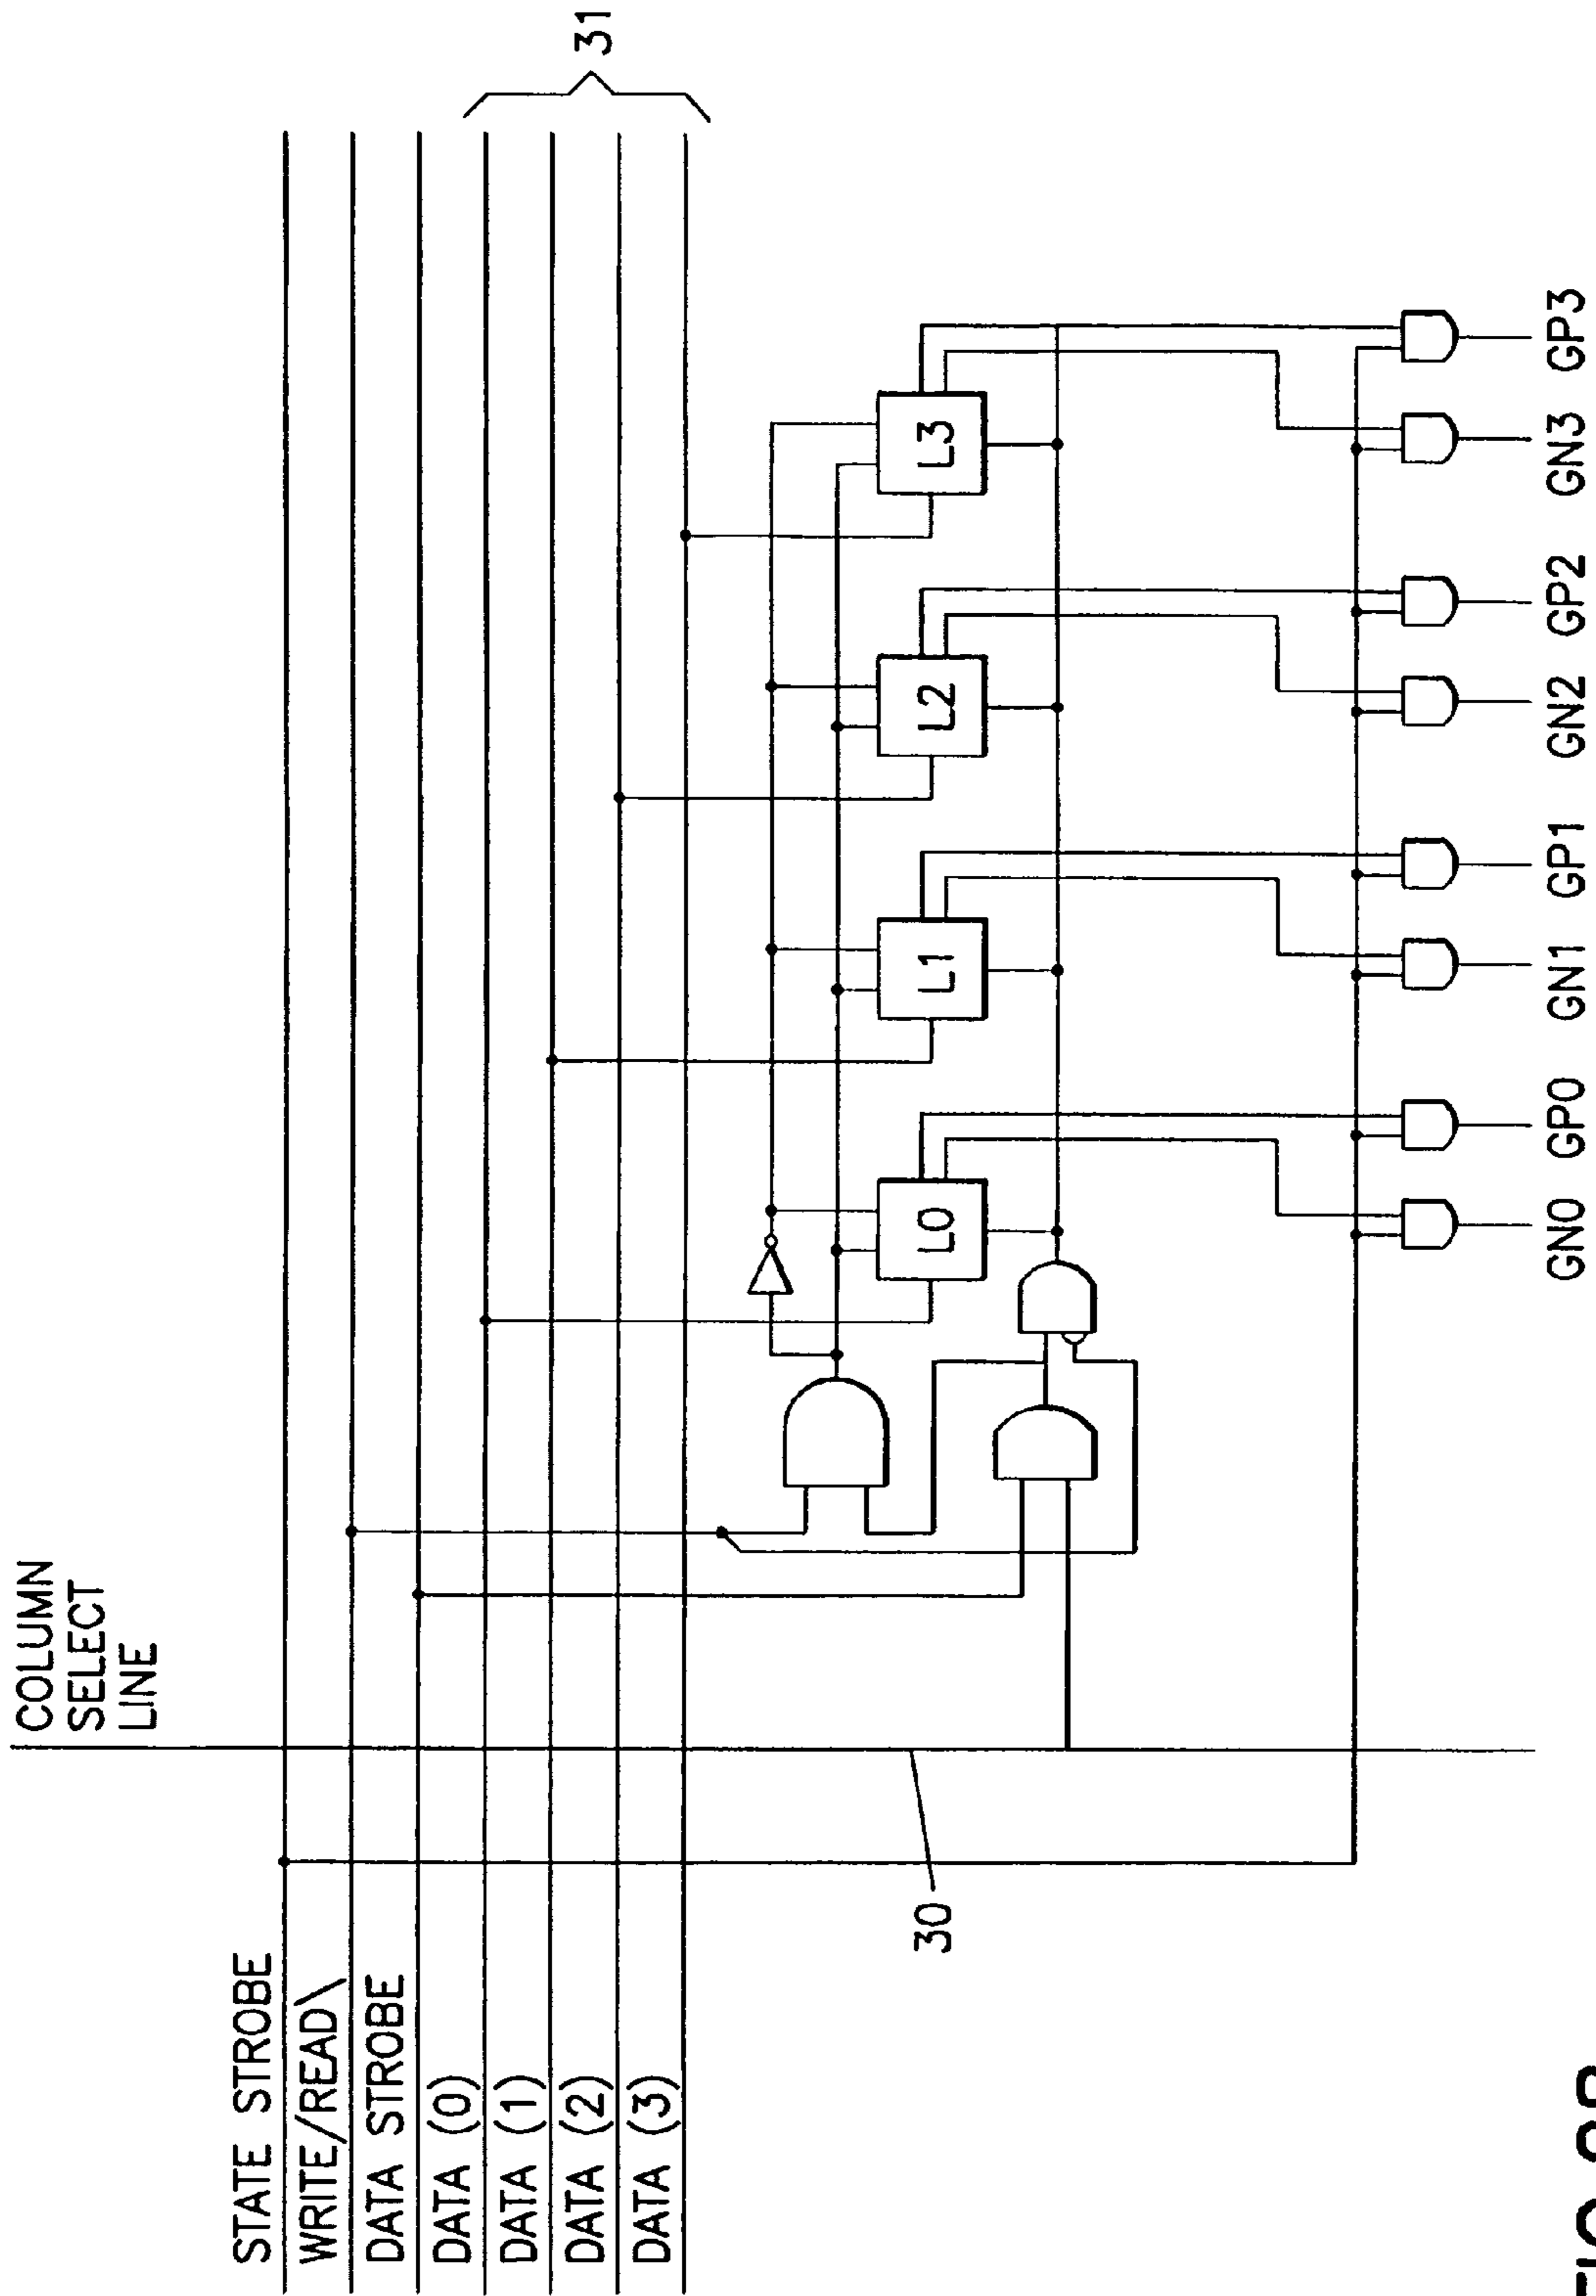 COLUMN
SELECT
LINE
STATE STROBE
WRITE/READ\
DATA STROBE
DATA (0)
DATA (1)
DATA (2)
DATA (3)
31
30
L0
L1
L2
L3
GN0
GP0
GN1
GP1
GN2
GP2
GN3
GP3